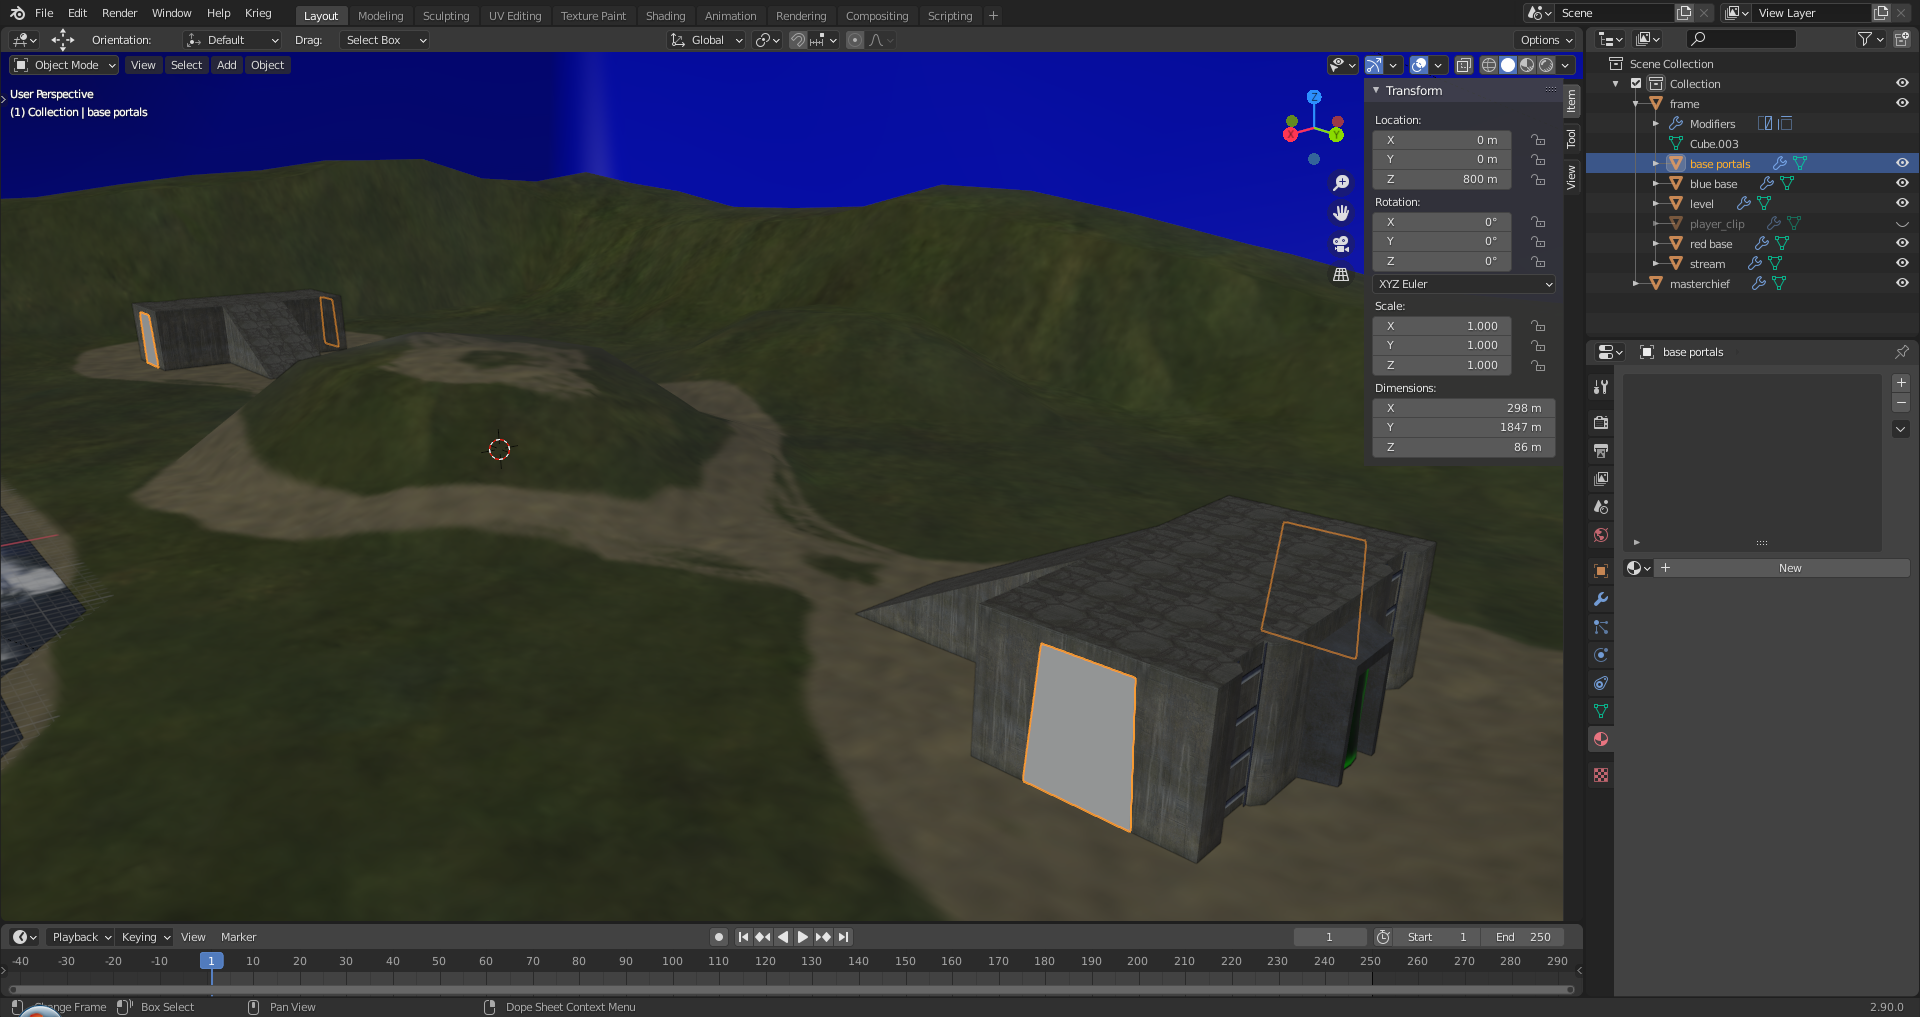 File Edit Render Window Help Krieg Layout Modeling Sculpting UV Editing Texture Paint Shading Animation Rendering Compositing Scripting + Scene View Layer
Orientation: Default Drag: Select Box Global Options
Object Mode View Select Add Object
User Perspective
(1) Collection | base portals
Z
X
Y
Transform
Location:
X 0 m
Y 0 m
Z 800 m
Rotation:
X 0°
Y 0°
Z 0°
XYZ Euler
Scale:
X 1.000
Y 1.000
Z 1.000
Dimensions:
X 298 m
Y 1847 m
Z 86 m
Item
Tool
View
Scene Collection
Collection
frame
Modifiers
Cube.003
base portals
blue base
level
player_clip
red base
stream
masterchief
base portals
New
Playback Keying View Marker 1 Start 1 End 250
-40 -30 -20 -10 1 10 20 30 40 50 60 70 80 90 100 110 120 130 140 150 160 170 180 190 200 210 220 230 240 250 260 270 280 290
Change Frame Box Select Pan View Dope Sheet Context Menu 2.90.0